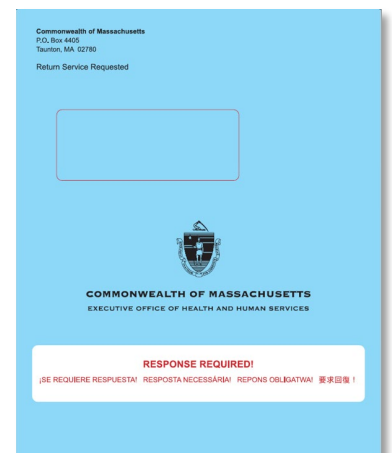 Commonwealth of Massachusetts
P.O. Box 4405
Taunton, MA 02780
Return Service Requested
COMMONWEALTH OF MASSACHUSETTS
EXECUTIVE OFFICE OF HEALTH AND HUMAN SERVICES
RESPONSE REQUIRED!
¡SE REQUIERE RESPUESTA! RESPOSTA NECESSÁRIA! REPONS OBLIGATWA! 要求回復！